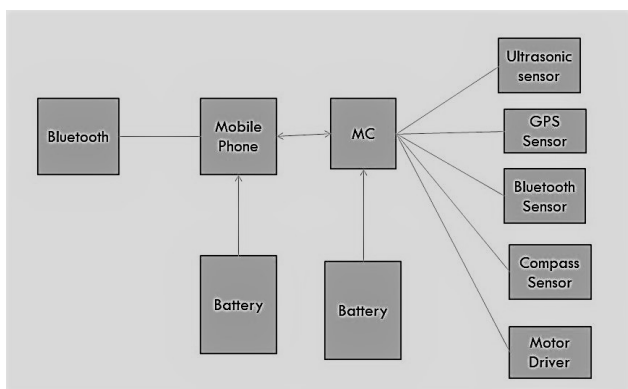 Bluetooth
Mobile
Phone
MC
Battery
Battery
Ultrasonic
sensor
GPS
Sensor
Bluetooth
Sensor
Compass
Sensor
Motor
Driver